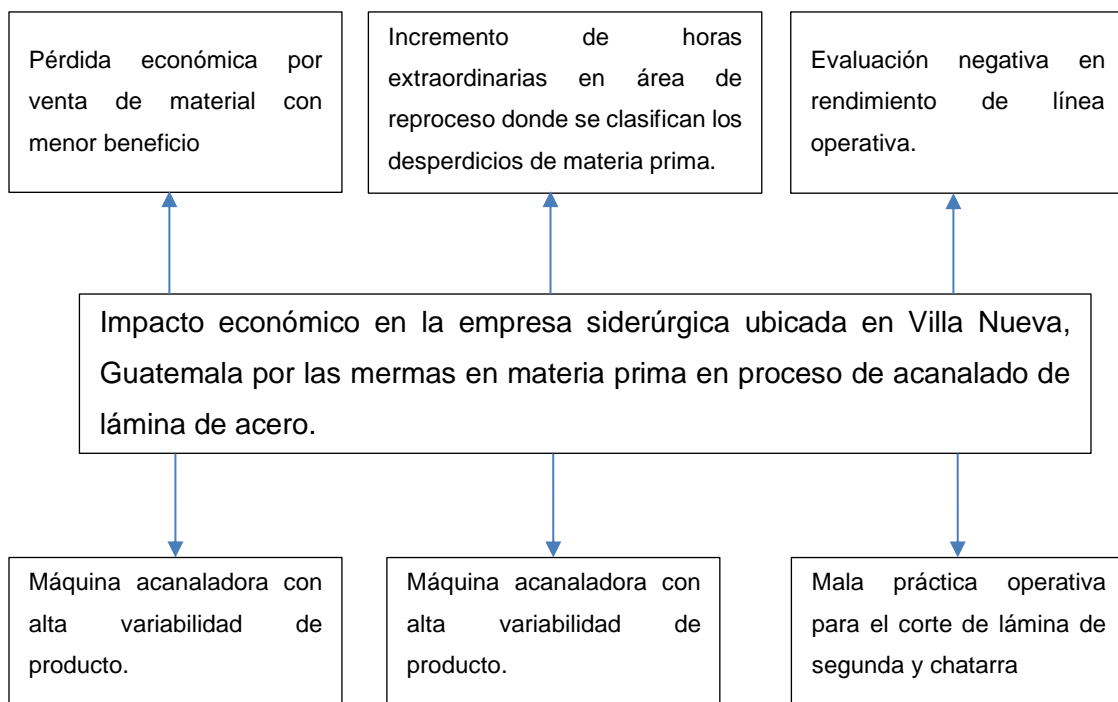 Pérdida económica por
venta de material con
menor beneficio
Incremento de horas
extraordinarias en área de
reproceso donde se clasifican los
desperdicios de materia prima.
Evaluación negativa en
rendimiento de línea
operativa.
Impacto económico en la empresa siderúrgica ubicada en Villa Nueva,
Guatemala por las mermas en materia prima en proceso de acanalado de
lámina de acero.
Máquina acanaladora con
alta variabilidad de
producto.
Máquina acanaladora con
alta variabilidad de
producto.
Mala práctica operativa
para el corte de lámina de
segunda y chatarra